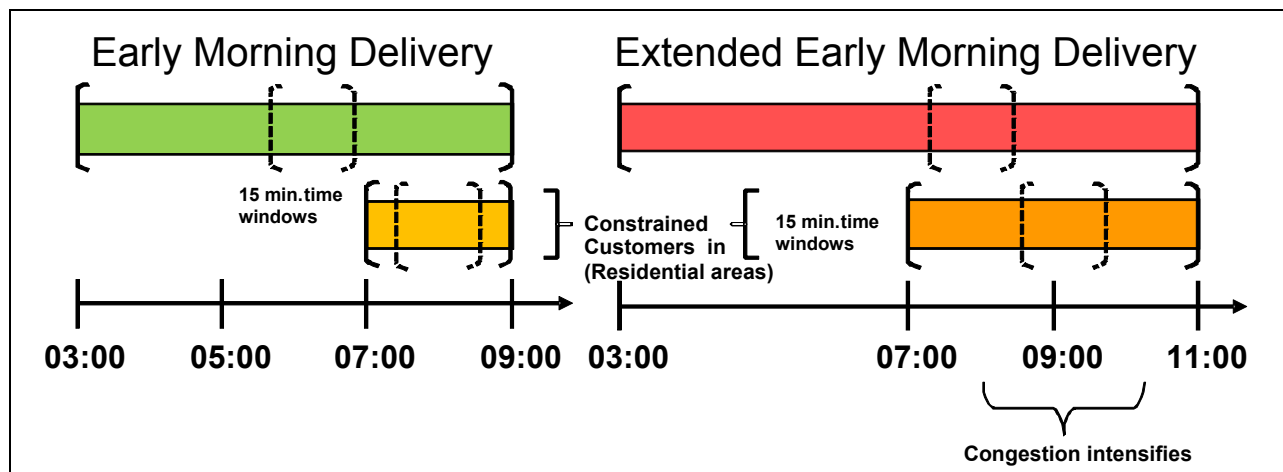 Early Morning Delivery
Extended Early Morning Delivery
15 min.time
windows
Constrained
Customers in
(Residential areas)
15 min.time
windows
03:00
05:00
07:00
09:00
03:00
07:00
09:00
11:00
Congestion intensifies